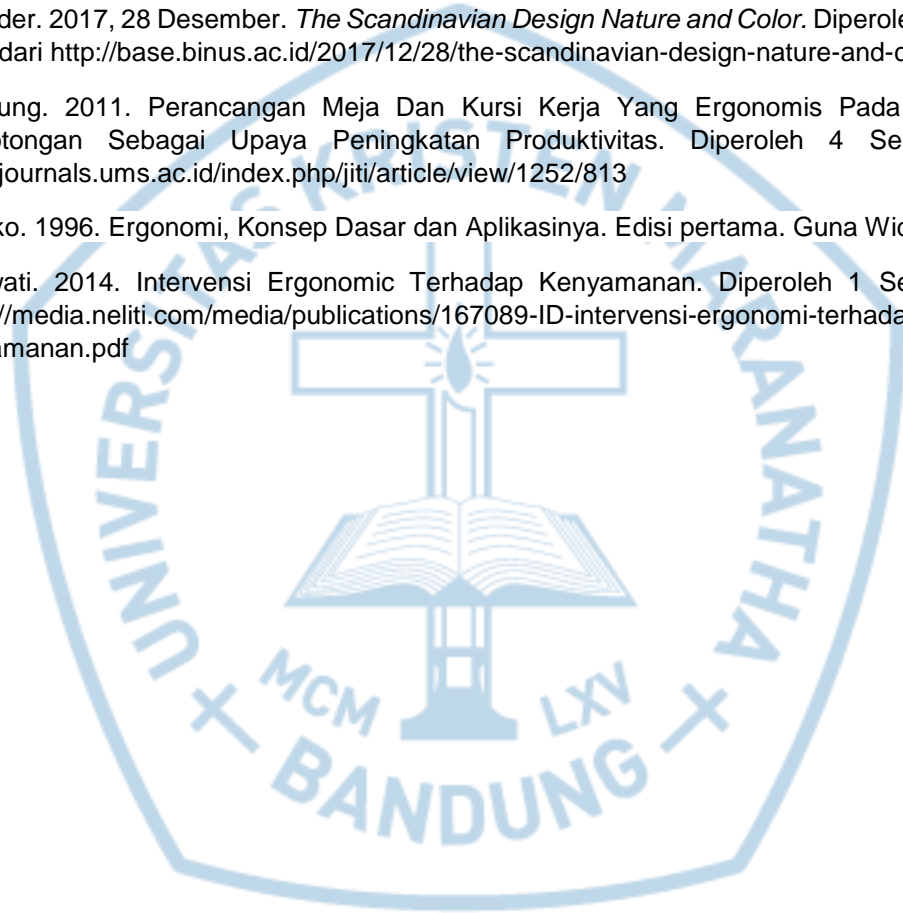 der. 2017, 28 Desember. The Scandinavian Design Nature and Color. Diperole
dari http://base.binus.ac.id/2017/12/28/the-scandinavian-design-nature-and-c
ung. 2011. Perancangan Meja Dan Kursi Kerja Yang Ergonomis Pada
otongan Sebagai Upaya Peningkatan Produktivitas. Diperoleh 4 Se
journals.ums.ac.id/index.php/jiti/article/view/1252/813
ko. 1996. Ergonomi, Konsep Dasar dan Aplikasinya. Edisi pertama. Guna Wid
vati. 2014. Intervensi Ergonomic Terhadap Kenyamanan. Diperoleh 1 Se
//media.neliti.com/media/publications/167089-ID-intervensi-ergonomi-terhada
amanan.pdf
UNIVERSITAS KRISTEN MARANATHA
MCM LXV
BANDUNG